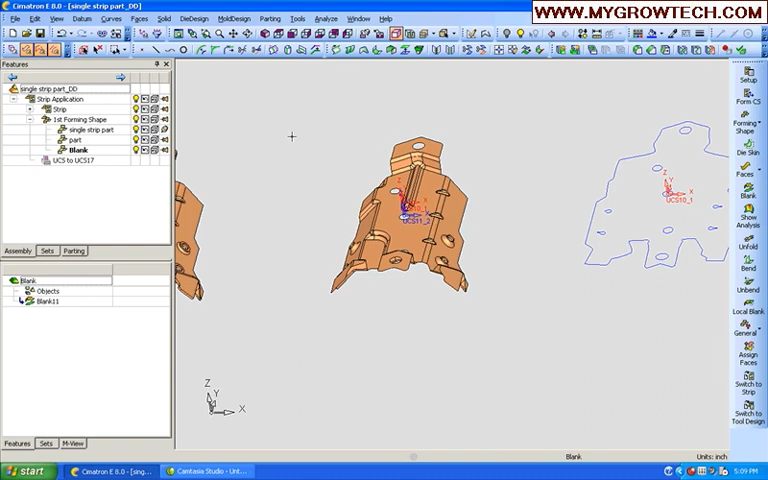 Cimatron E 8.0 - [single strip part_DD]
WWW.MYGROWTECH.COM
File Edit View Datum Curves Faces Solid DieDesign MoldDesign Parting Tools Analyze Window Help
Features
single strip part_DD
Strip Application
Strip
1st Forming Shape
single strip part
part
Blank
UCS to UCS17
Assembly Sets Parting
Blank
Objects
Blank11
Features Sets M-View
Z
X
X
UCS11_2
Z
Y
X
UCS10_1
Z
Y
X
Setup
Form CS
Forming Shape
Die Skin
Faces
Blank
Show Analysis
Unfold
Bend
Unbend
Local Blank
General
Assign Faces
Switch to Strip
Switch to Tool Design
Blank
Units: inch
start
Cimatron E 8.0 - [sing...
Camtasia Studio - Unt...
5:09 PM